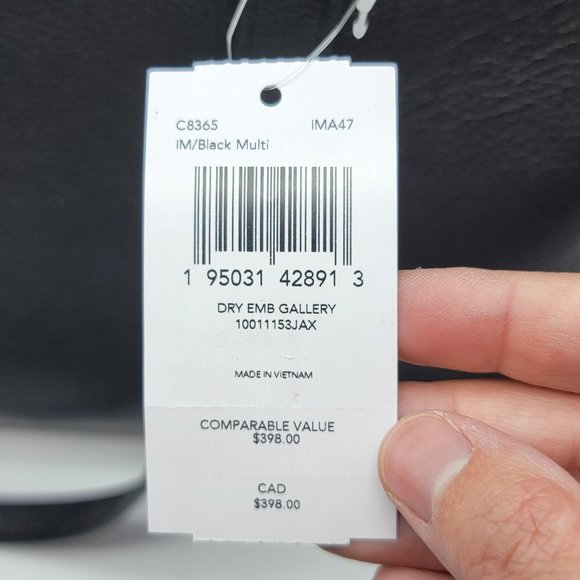 C8365 IMA47
IM/Black Multi
1 95031 42891 3
DRY EMB GALLERY
10011153JAX
MADE IN VIETNAM
COMPARABLE VALUE
$398.00
CAD
$398.00